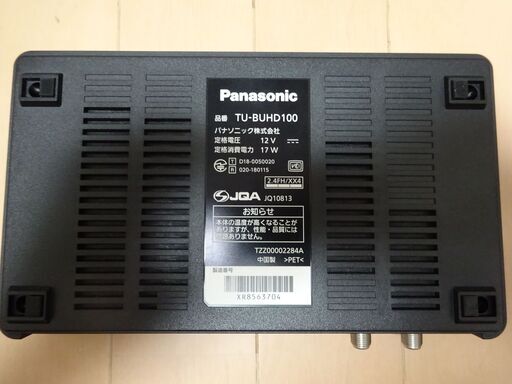 Panasonic
品番 TU-BUHD100
パナソニック株式会社
定格電圧 12 V
定格消費電力 17 W
T D18-0050020
R 020-180115
2.4FH/XX4
JQA JQ10813
お知らせ
本体の温度が高くなることが
ありますが、性能・品質には
問題ありません。
TZZ00002284A
中国製 >PET<
製造番号
XR8563704